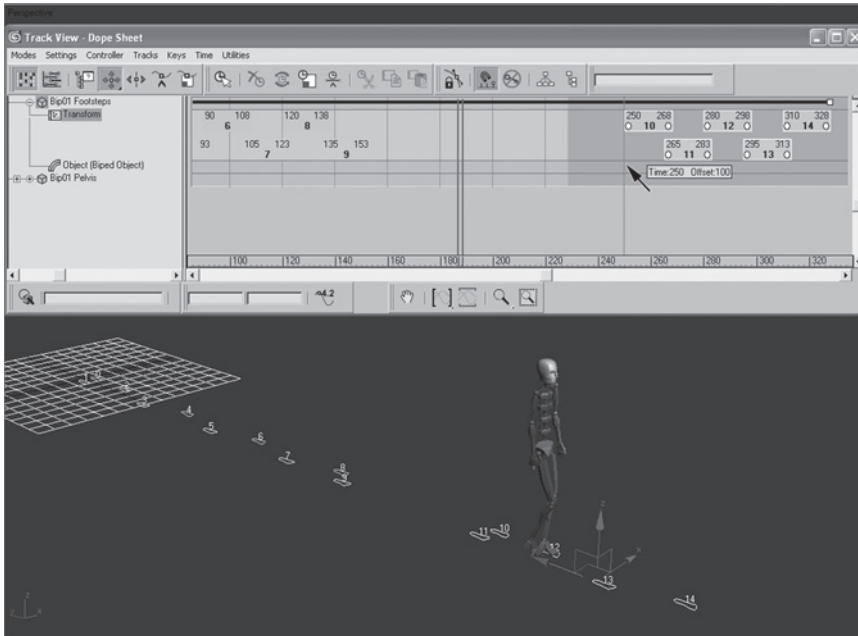 Perspective
Track View - Dope Sheet
Modes Settings Controller Tracks Keys Time Utilities
Bip01 Footsteps
Transform
Object (Biped Object)
Bip01 Pelvis
90 108 120 138 250 268 280 298 310 328
6 8 10 12 14
93 105 123 135 153 265 283 295 313
7 9 11 13
Time:250 Offset:100
100 120 140 160 180 200 220 240 260 280 300 320
4.2
4
5
6
7
8
11 10
12
13
14
z
x
z
y x